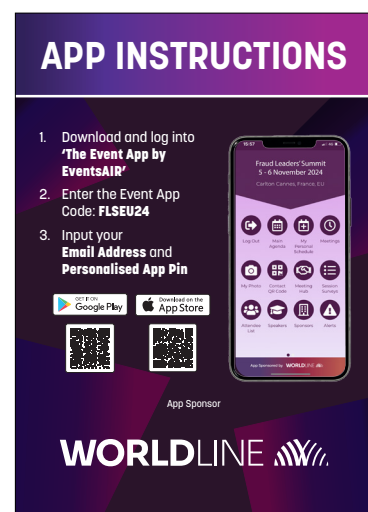 APP INSTRUCTIONS
1. Download and log into
‘The Event App by
EventsAIR’
2. Enter the Event App
Code: FLSEU24
3. Input your
Email Address and
Personalised App Pin
GET IT ON
Google Play
Download on the
App Store
15:57
Fraud Leaders' Summit
5 - 6 November 2024
Carlton Cannes, France, EU
Log Out
Main
Agenda
My
Personal
Schedule
Meetings
My Photo
Contact
QR Code
Meeting
Hub
Session
Surveys
Attendee
List
Speakers
Sponsors
Alerts
App Sponsored by WORLDLINE
App Sponsor
WORLDLINE